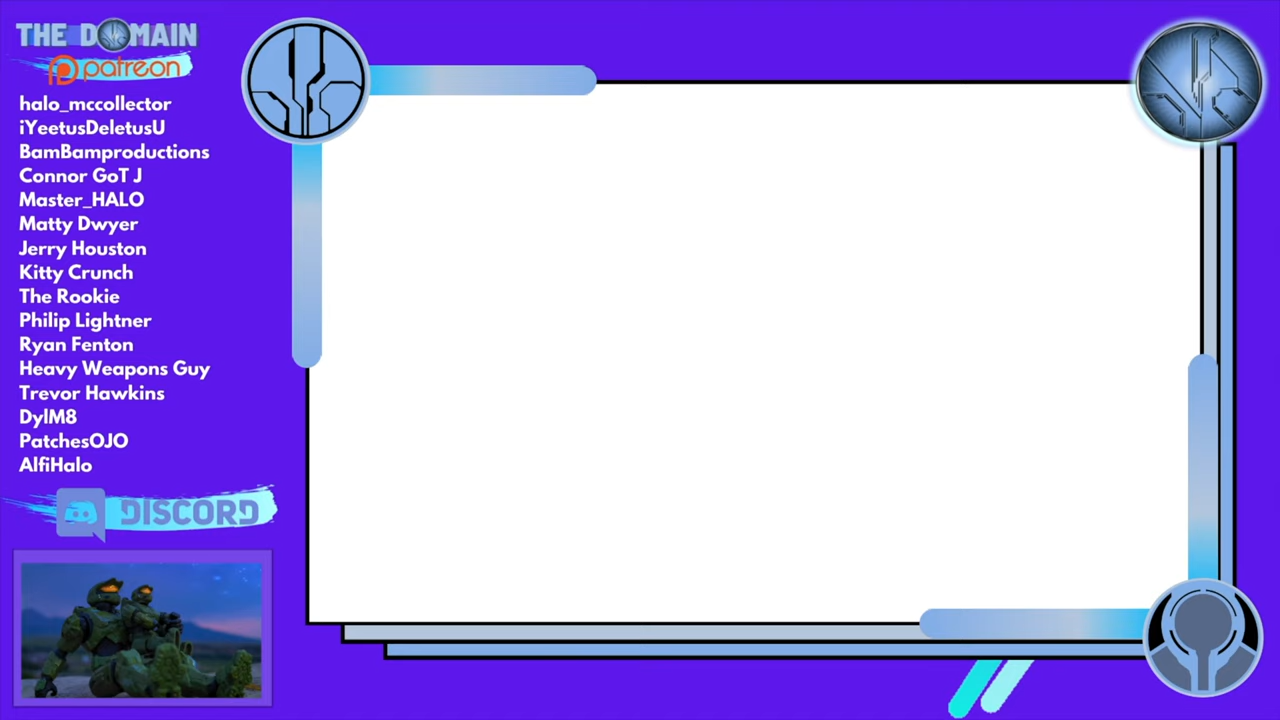 THE DOMAIN
patreon
halo_mccollector
iYeetusDeletusU
BamBamproductions
Connor GoT J
Master_HALO
Matty Dwyer
Jerry Houston
Kitty Crunch
The Rookie
Philip Lightner
Ryan Fenton
Heavy Weapons Guy
Trevor Hawkins
DylM8
PatchesOJO
AlfiHalo
DISCORD